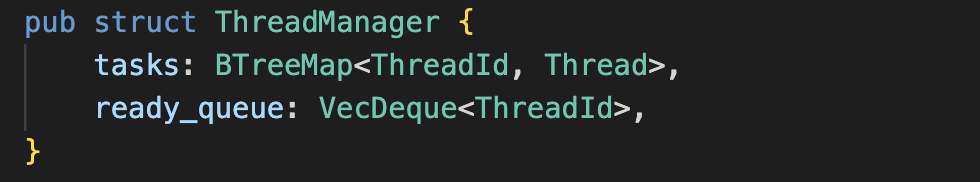 pub struct ThreadManager {
    tasks: BTreeMap<ThreadId, Thread>,
    ready_queue: VecDeque<ThreadId>,
}